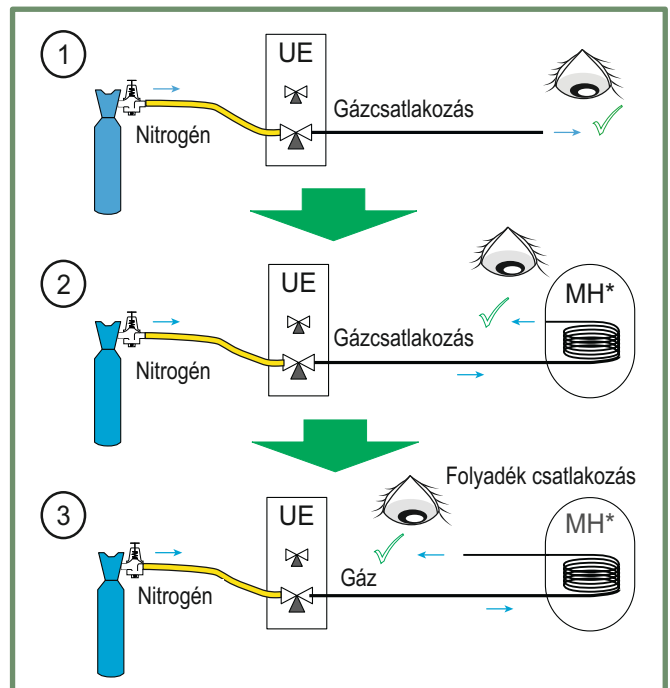 1
UE
Gázcsatlakozás
Nitrogén
2
UE
MH*
Gázcsatlakozás
Nitrogén
3
Folyadék csatlakozás
UE
MH*
Gáz
Nitrogén